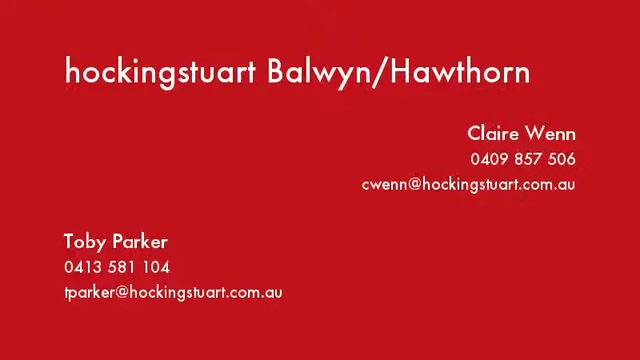 hockingstuart Balwyn/Hawthorn
Claire Wenn
0409 857 506
cwenn@hockingstuart.com.au
Toby Parker
0413 581 104
tparker@hockingstuart.com.au